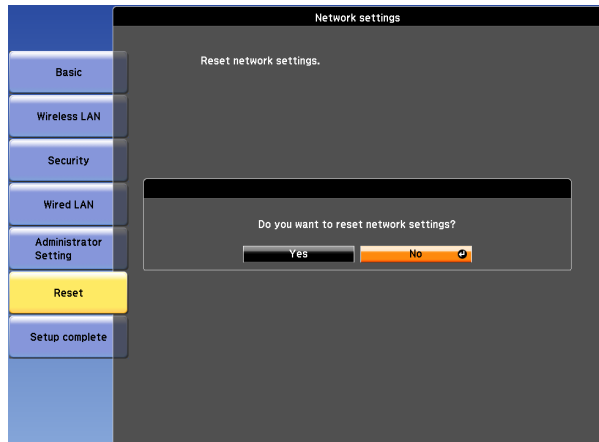 Network settings
Reset network settings.
Basic
Wireless LAN
Security
Wired LAN
Administrator
Setting
Reset
Setup complete
Do you want to reset network settings?
Yes
No